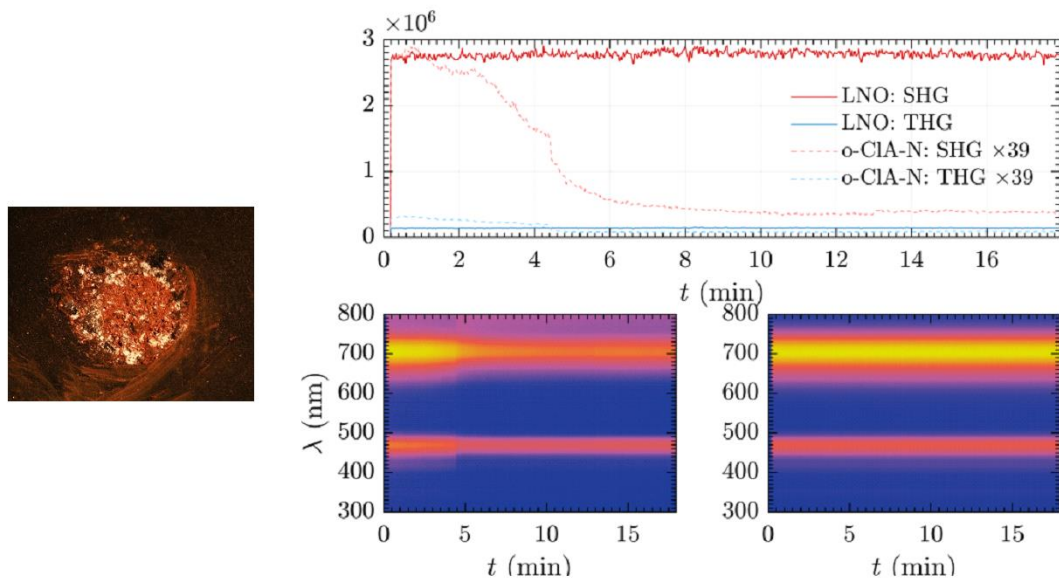 ×10⁶
3
2
1
0
LNO: SHG
LNO: THG
o-ClA-N: SHG ×39
o-ClA-N: THG ×39
0 2 4 6 8 10 12 14 16
t (min)
800
700
600
500
400
300
λ (nm)
0 5 10 15
t (min)
800
700
600
500
400
300
0 5 10 15
t (min)